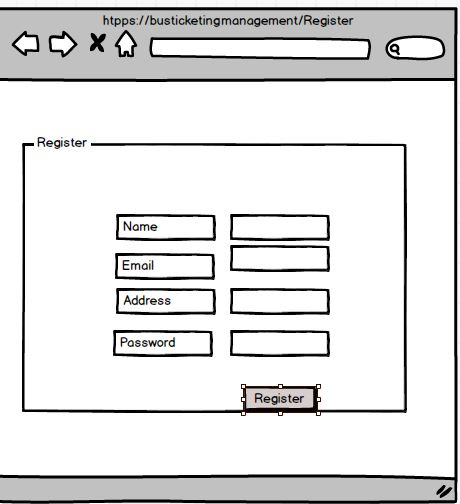 htpps://busticketingmanagement/Register
Register
Name
Email
Address
Password
Register